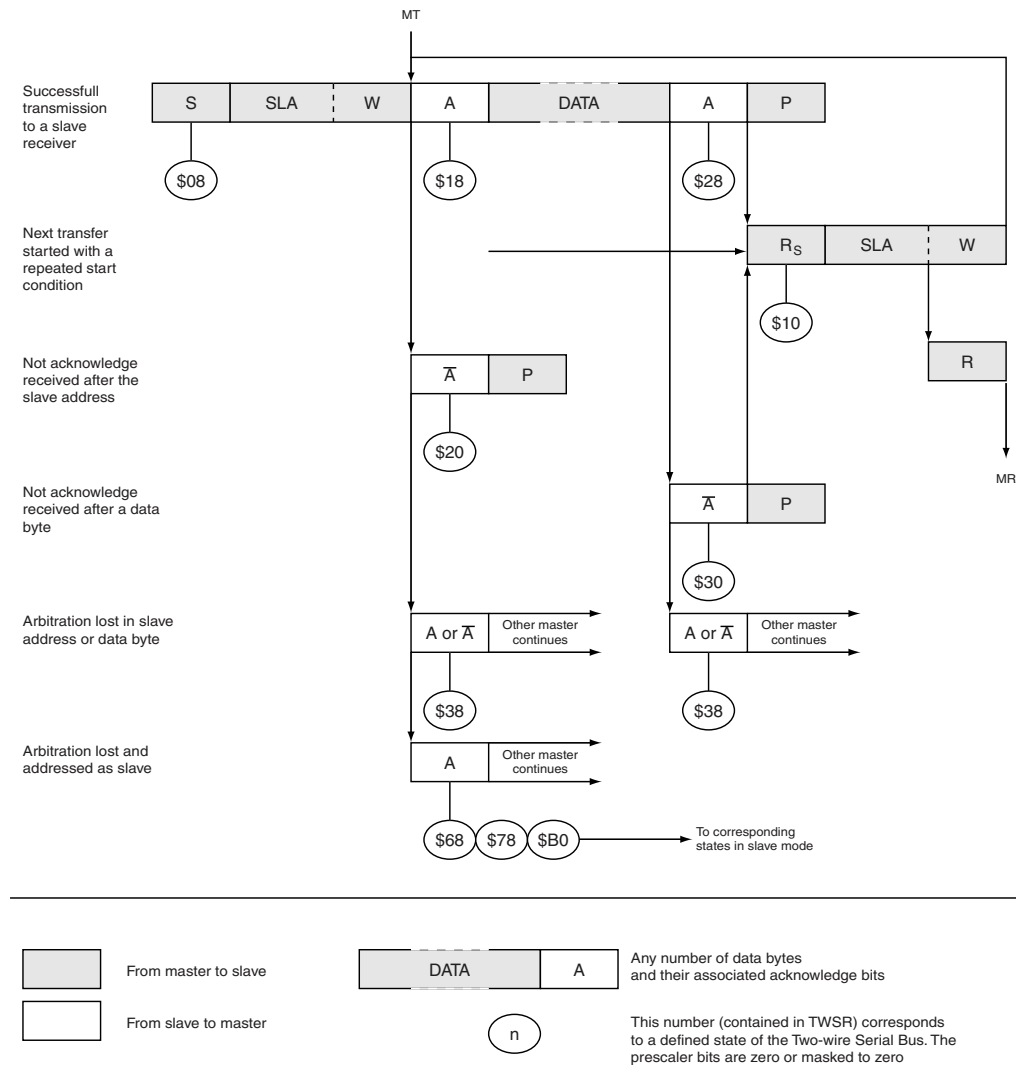 MT
Successfull
transmission
to a slave
receiver
S SLA W A DATA A P
$08 $18 $28
Next transfer
started with a
repeated start
condition
RS SLA W
$10
Not acknowledge
received after the
slave address
A̅ P
R
$20
MR
Not acknowledge
received after a data
byte
A̅ P
$30
Arbitration lost in slave
address or data byte
A or A̅ Other master
continues
A or A̅ Other master
continues
$38 $38
Arbitration lost and
addressed as slave
A Other master
continues
$68 $78 $B0
To corresponding
states in slave mode
From master to slave
DATA A
Any number of data bytes
and their associated acknowledge bits
From slave to master
n
This number (contained in TWSR) corresponds
to a defined state of the Two-wire Serial Bus. The
prescaler bits are zero or masked to zero